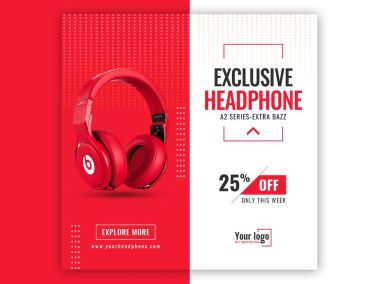 EXCLUSIVE
HEADPHONE
A2 SERIES-EXTRA BAZZ
25% OFF
ONLY THIS WEEK
EXPLORE MORE
www.yourheadphone.com
Your logo